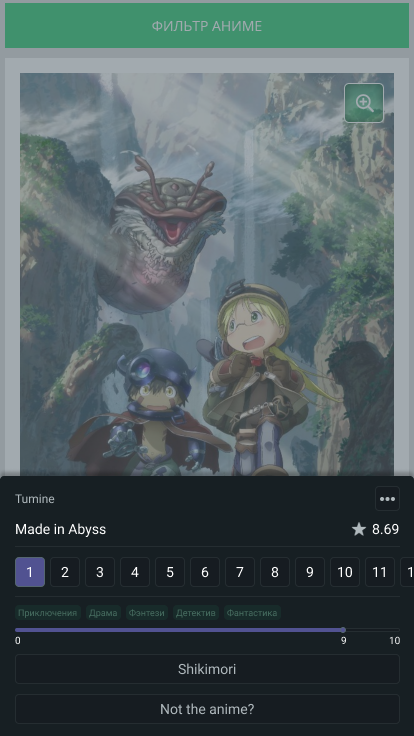 ФИЛЬТР АНИМЕ
Tumine
Made in Abyss
8.69
1 2 3 4 5 6 7 8 9 10 11
Приключения Драма Фэнтези Детектив Фантастика
0 9 10
Shikimori
Not the anime?